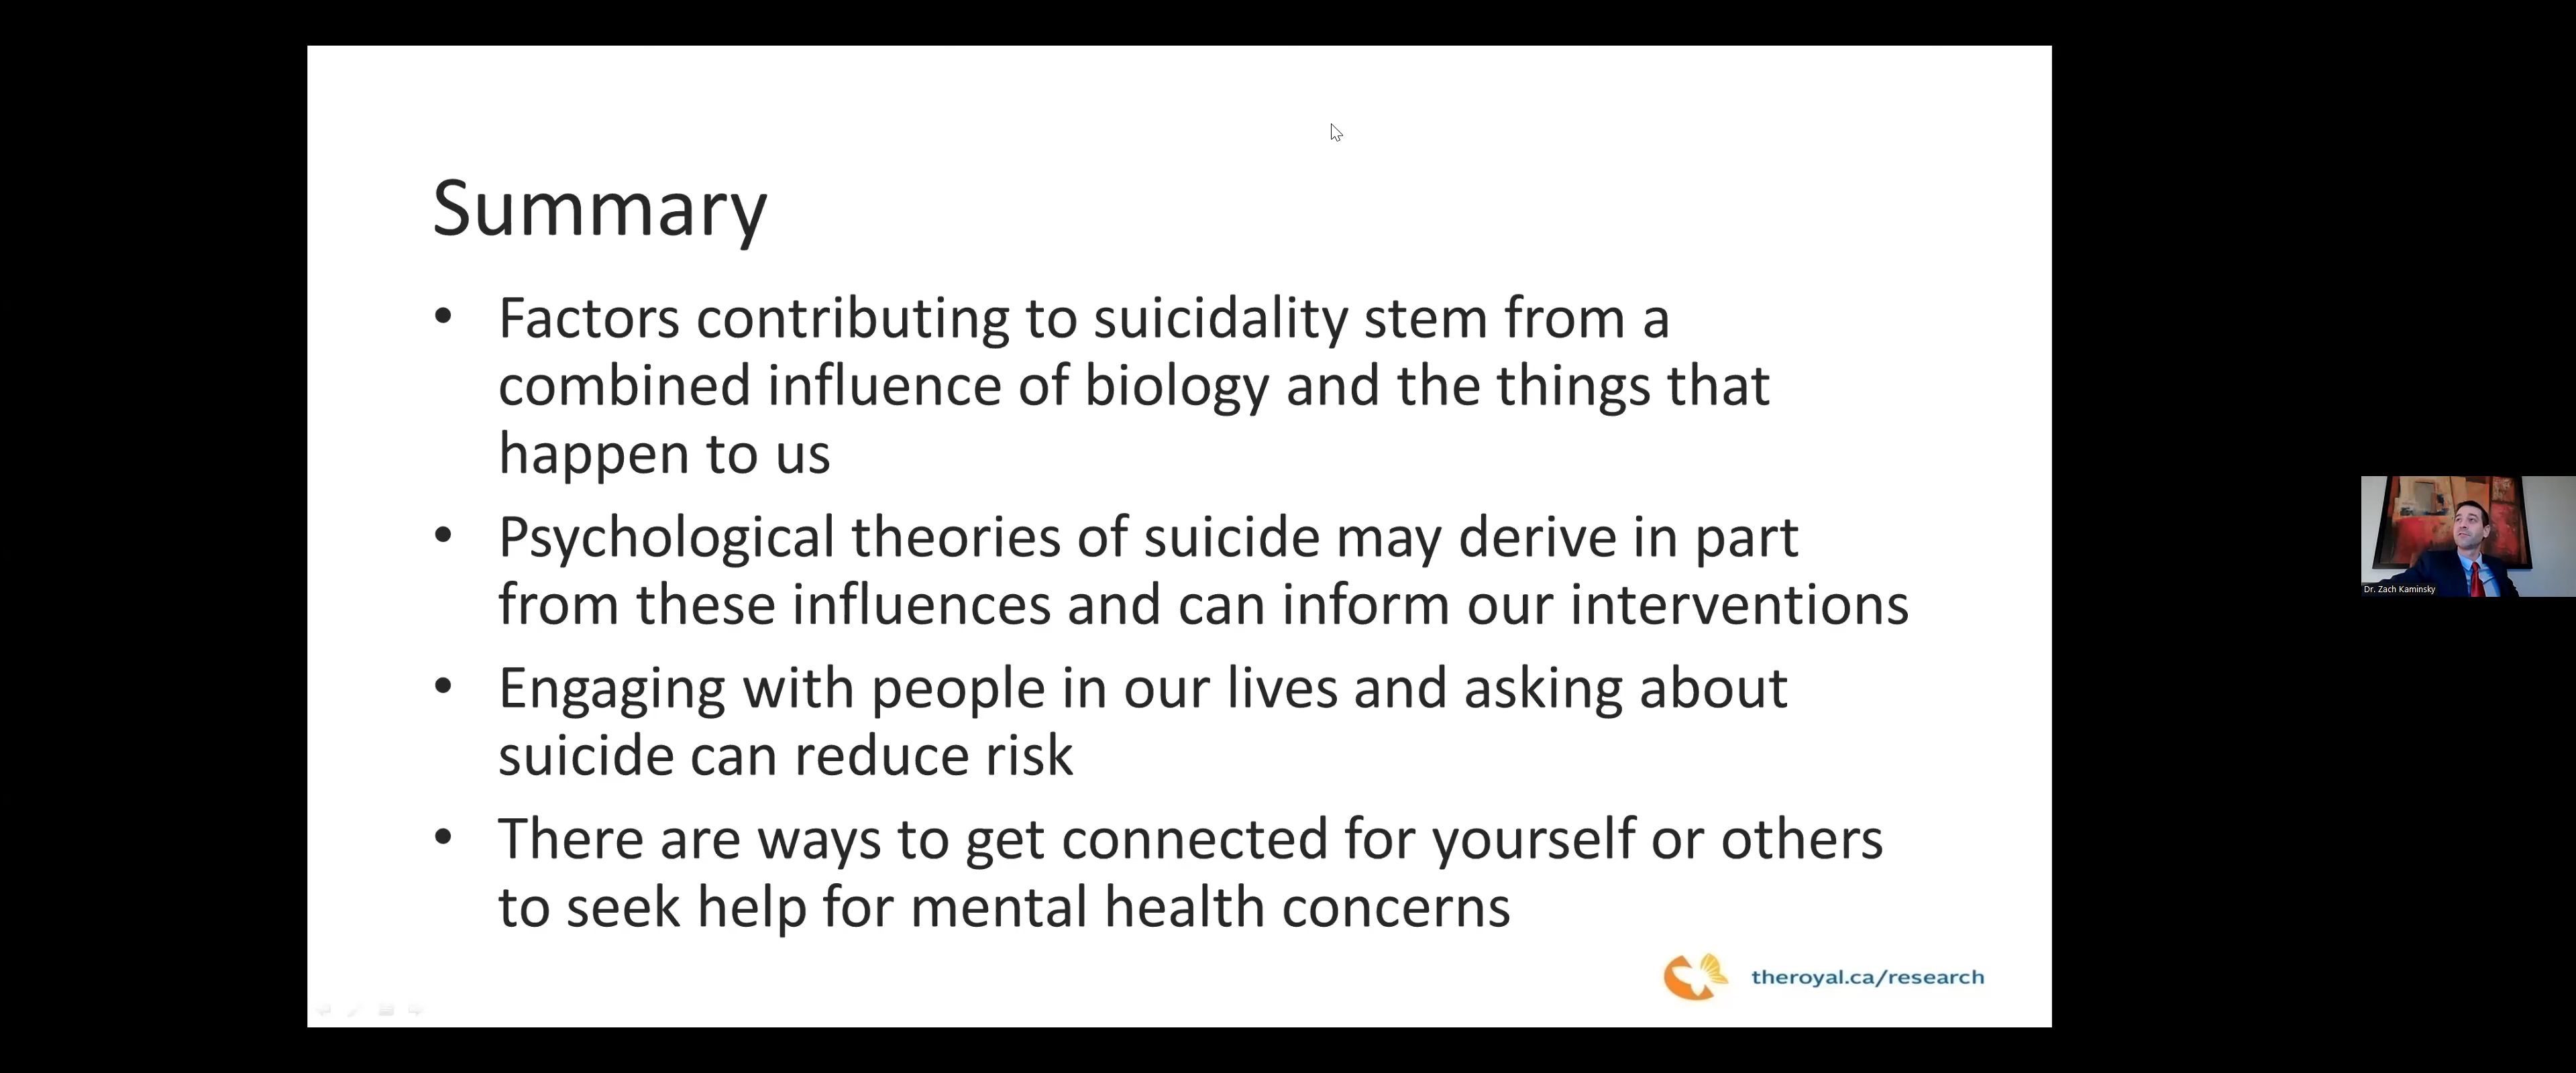 Summary
• Factors contributing to suicidality stem from a
combined influence of biology and the things that
happen to us
• Psychological theories of suicide may derive in part
from these influences and can inform our interventions
• Engaging with people in our lives and asking about
suicide can reduce risk
• There are ways to get connected for yourself or others
to seek help for mental health concerns
theroyal.ca/research
Dr. Zach Kaminsky